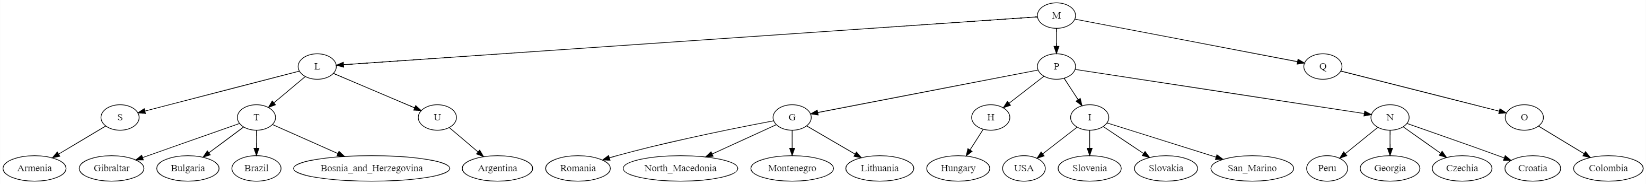 M
L P Q
S T U G H I N O
Armenia Gibraltar Bulgaria Brazil Bosnia_and_Herzegovina Argentina Romania North_Macedonia Montenegro Lithuania Hungary USA Slovenia Slovakia San_Marino Peru Georgia Czechia Croatia Colombia